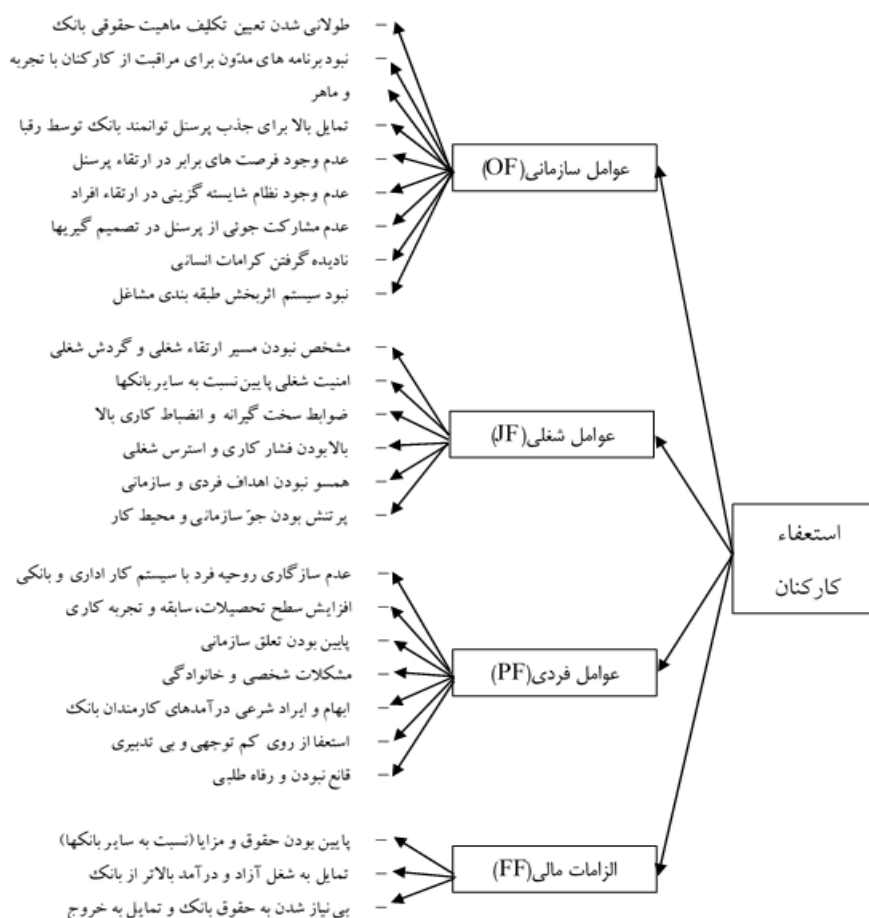 استعفاء
کارکنان
عوامل سازمانی(OF)
– طولانی شدن تعیین تکلیف ماهیت حقوقی بانک
– نبود برنامه های مدّون برای مراقبت از کارکنان با تجربه
– و ماهر
– تمایل بالا برای جذب پرسنل توانمند بانک توسط رقبا
– عدم وجود فرصت های برابر در ارتقاء پرسنل
– عدم وجود نظام شایسته گزینی در ارتقاء افراد
– عدم مشارکت جوئی از پرسنل در تصمیم گیریها
– نادیده گرفتن کرامات انسانی
– نبود سیستم اثربخش طبقه بندی مشاغل
عوامل شغلی(JF)
– مشخص نبودن مسیر ارتقاء شغلی و گردش شغلی
– امنیت شغلی پایین نسبت به سایر بانکها
– ضوابط سخت گیرانه و انضباط کاری بالا
– بالابودن فشار کاری و استرس شغلی
– همسو نبودن اهداف فردی و سازمانی
– پرتنش بودن جوّ سازمانی و محیط کار
عوامل فردی(PF)
– عدم سازگاری روحیه فرد با سیستم کار اداری و بانکی
– افزایش سطح تحصیلات،سابقه و تجربه کاری
– پایین بودن تعلق سازمانی
– مشکلات شخصی و خانوادگی
– ابهام و ایراد شرعی درآمدهای کارمندان بانک
– استعفا از روی کم توجهی و بی تدبیری
– قانع نبودن و رفاه طلبی
الزامات مالی(FF)
– پایین بودن حقوق و مزایا(نسبت به سایر بانکها)
– تمایل به شغل آزاد و درآمد بالاتر از بانک
– بی نیاز شدن به حقوق بانک و تمایل به خروج